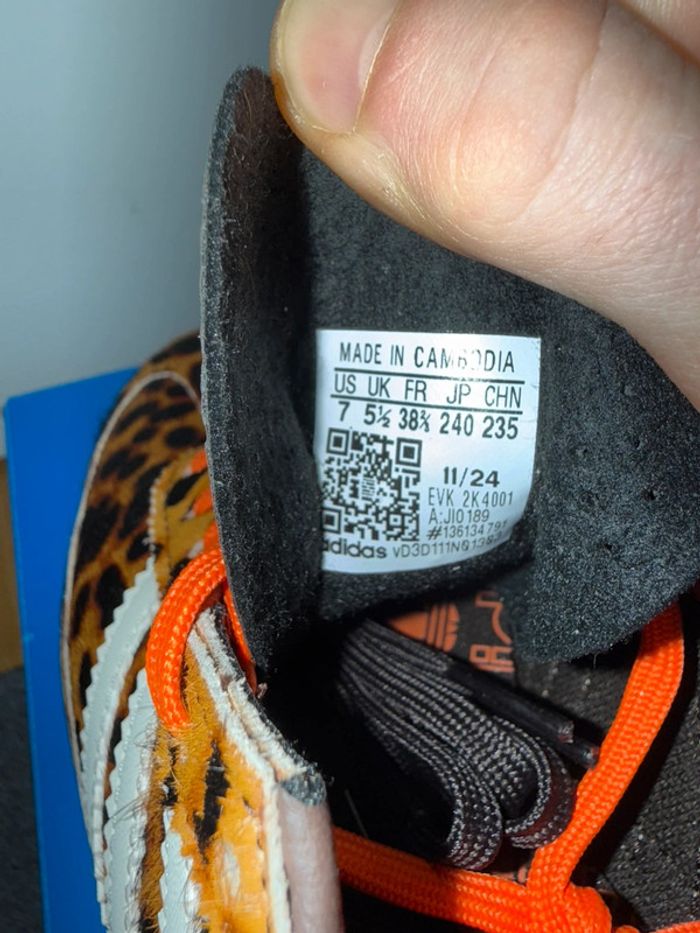 MADE IN CAMBODIA
US UK FR JP CHN
7 5½ 38⅔ 240 235
11/24
EVK 2K4001
A:JI0189
adidas